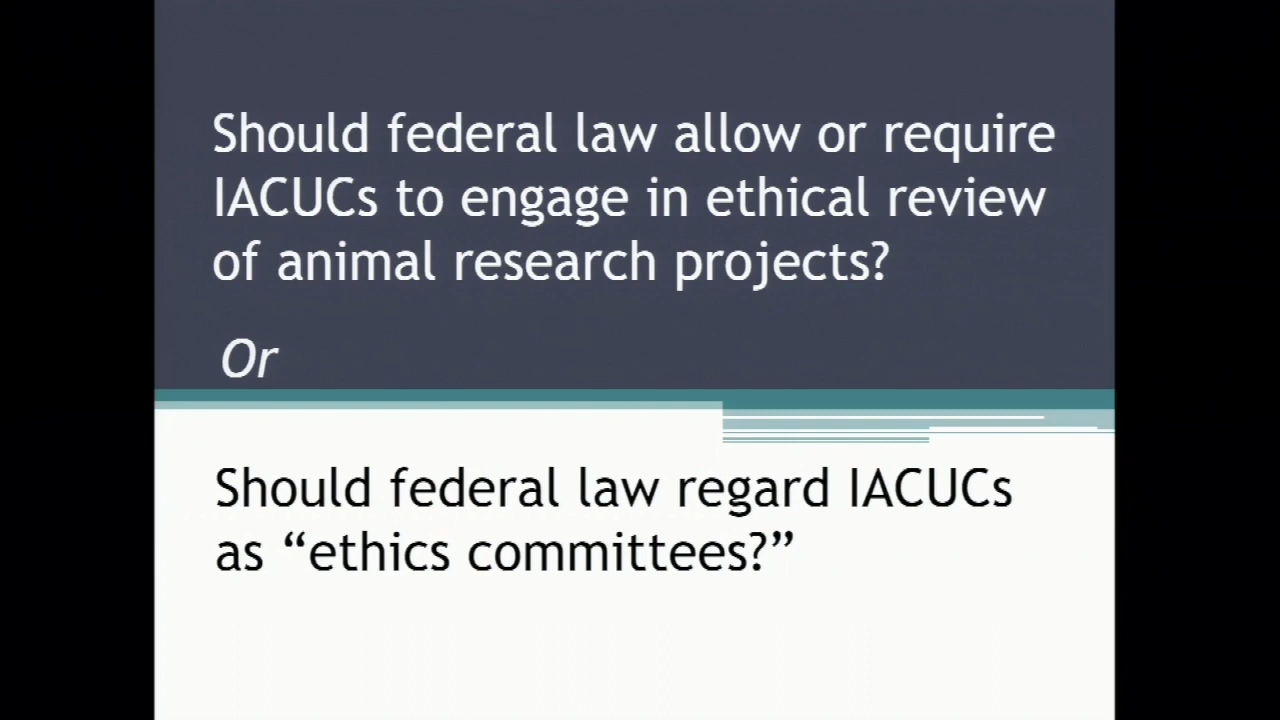 Should federal law allow or require
IACUCs to engage in ethical review
of animal research projects?
Or
Should federal law regard IACUCs
as “ethics committees?”